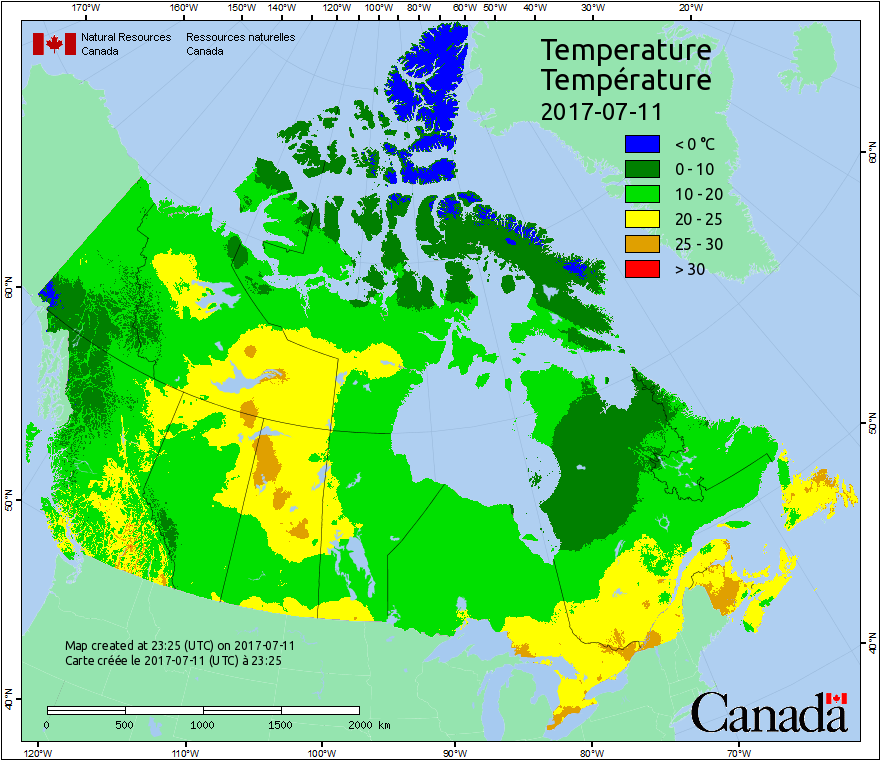 170°W 160°W 150°W 140°W 120°W 100°W 80°W 60°W 50°W 40°W 30°W 20°W
Natural Resources Ressources naturelles
Canada Canada
Temperature
Température
2017-07-11
< 0 °C
0 - 10
10 - 20
20 - 25
25 - 30
> 30
60°N
60°N
50°N
50°N
40°N
40°N
Map created at 23:25 (UTC) on 2017-07-11
Carte créée le 2017-07-11 (UTC) à 23:25
0 500 1000 1500 2000 km
Canada
120°W 110°W 100°W 90°W 80°W 70°W